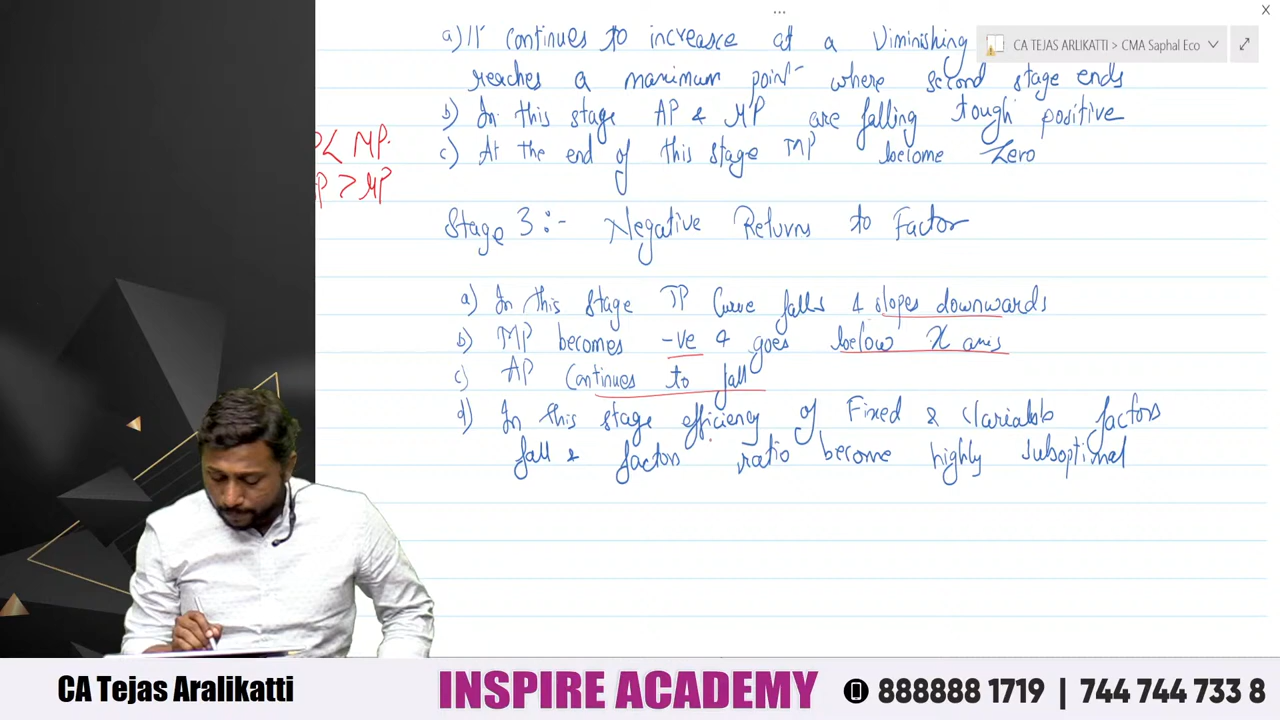 ...
X
CA TEJAS ARLIKATTI > CMA Saphal Eco
a) It continues to increasce at a Viminishing
reaches a maximum point where second stage ends
b) In this stage AP & MP are falling tough positive
c) At the end of this stage MP become Zero
P< MP.
P > MP
Stage 3 :- Negative Returns to Factor
a) In this stage TP Curve falls & slopes downwards
b) MP becomes -ve & goes below X axis
c) AP Continues to fall
d) In this stage efficiency of Fixed & Variable factors
fall & factors ratio become highly suboptimal
CA Tejas Aralikatti
INSPIRE ACADEMY
888888 1719 | 744 744 733 8